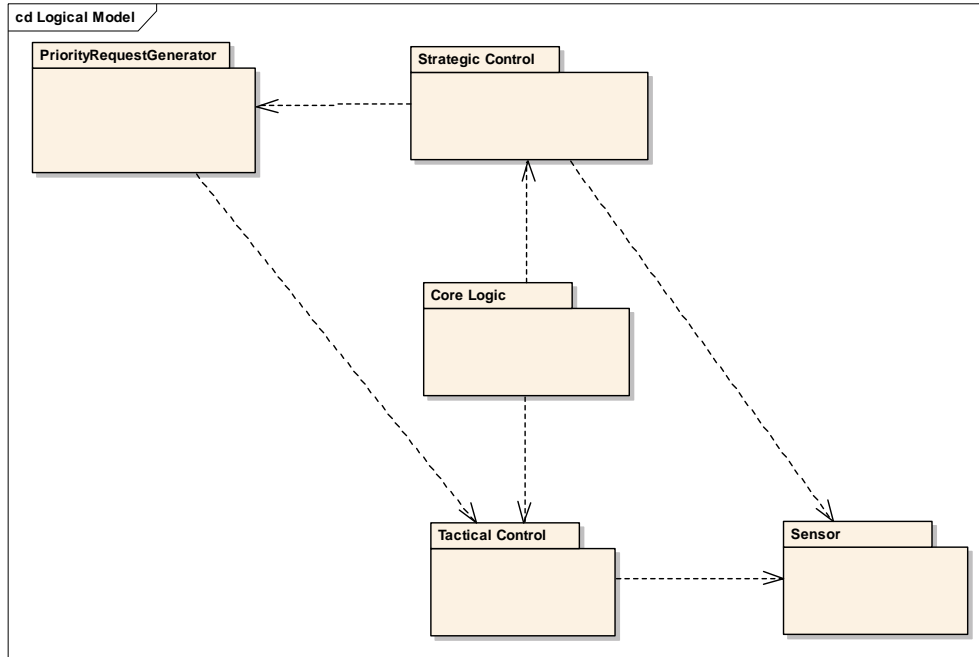 cd Logical Model
PriorityRequestGenerator
Strategic Control
Core Logic
Tactical Control
Sensor